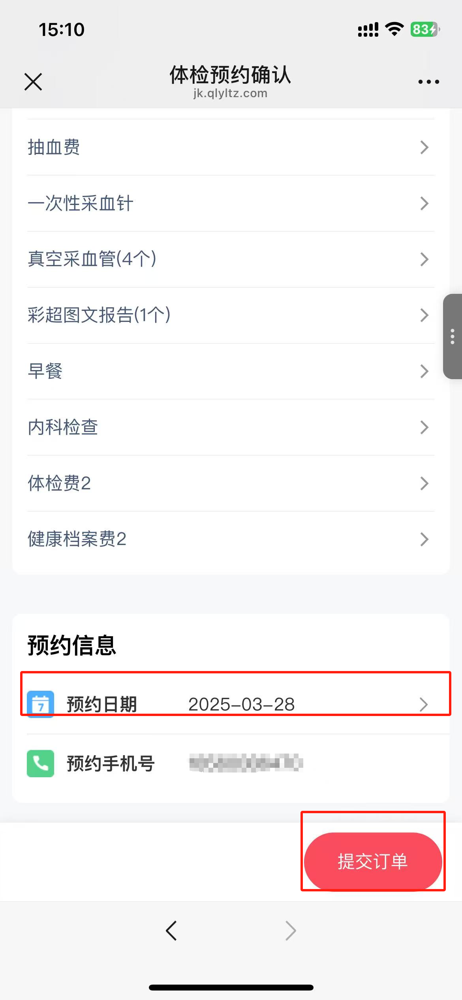 15:10
83
体检预约确认
jk.qlyltz.com
抽血费
一次性采血针
真空采血管(4个)
彩超图文报告(1个)
早餐
内科检查
体检费2
健康档案费2
预约信息
7
预约日期 2025-03-28
预约手机号
提交订单